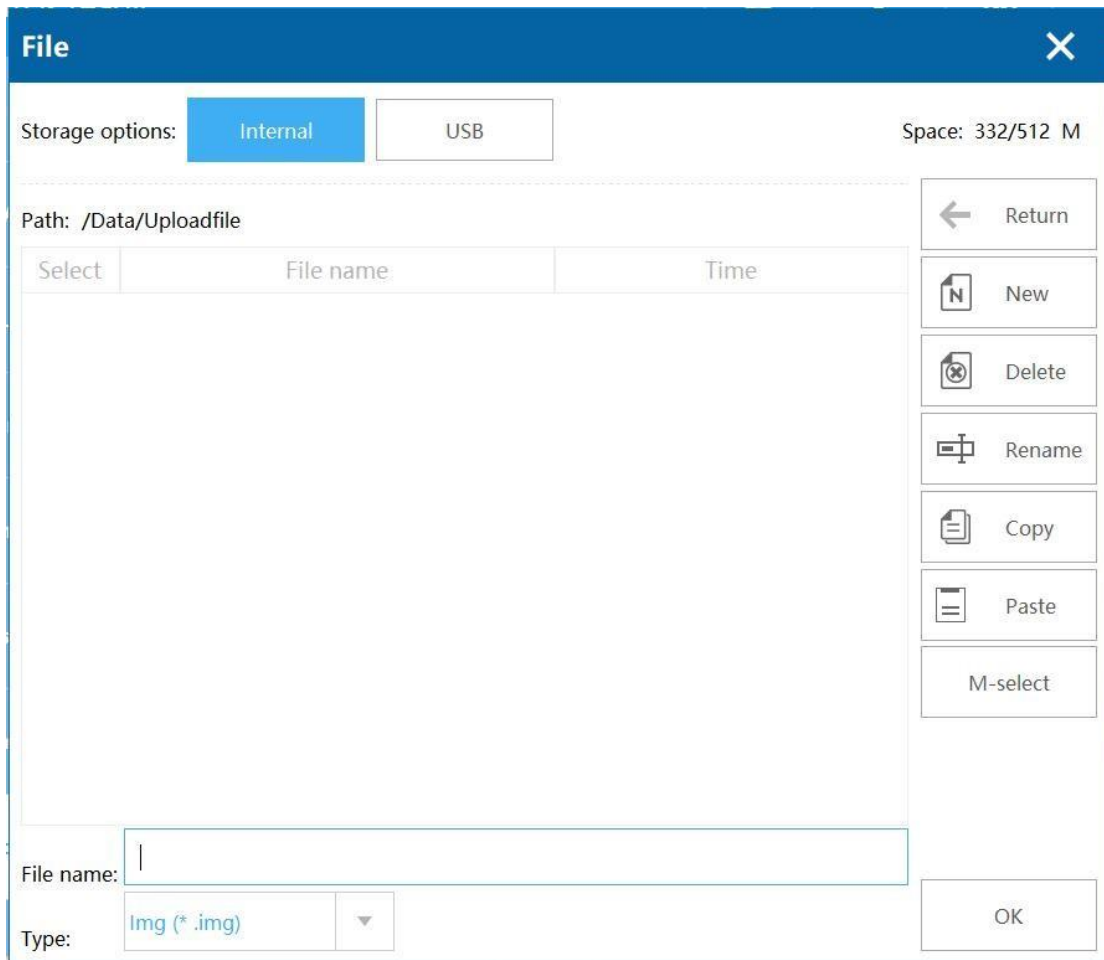 File
Storage options: Internal USB Space: 332/512 M
Path: /Data/Uploadfile
Return
Select File name Time
New
Delete
Rename
Copy
Paste
M-select
File name:
OK
Type: Img (* .img)